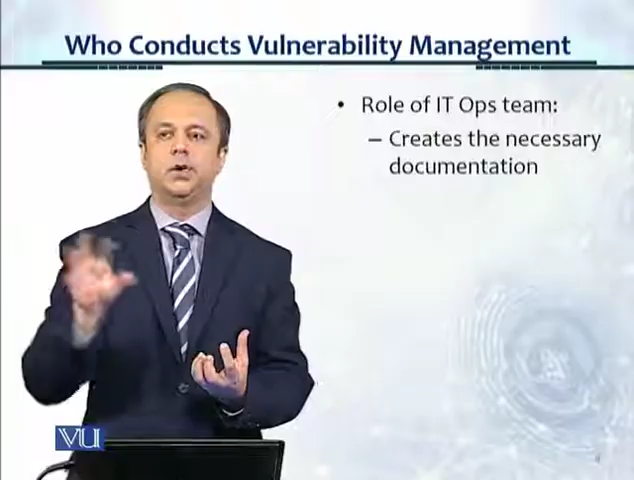 Who Conducts Vulnerability Management
• Role of IT Ops team:
– Creates the necessary
documentation
VU